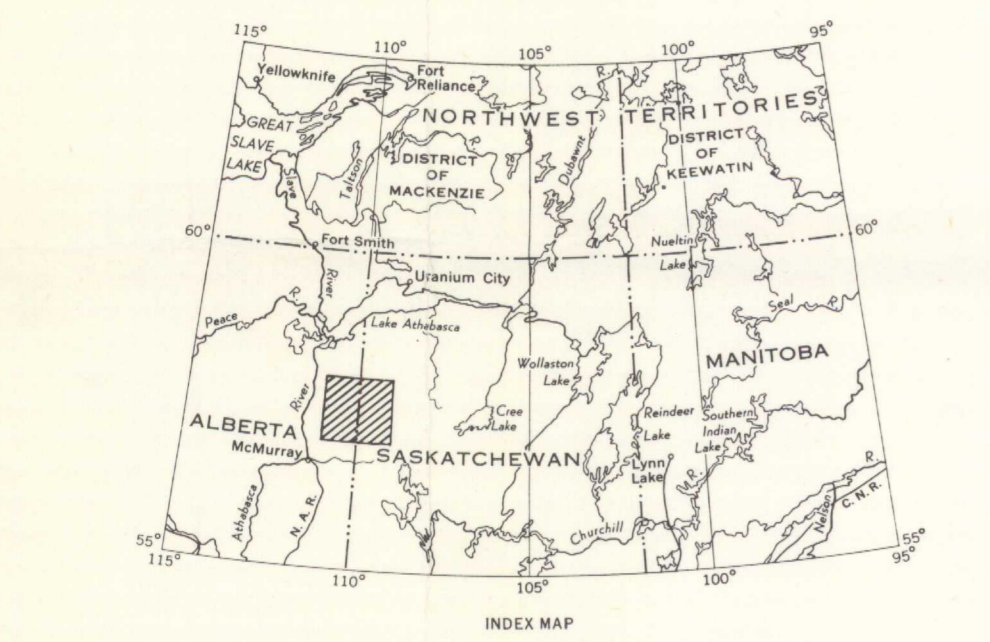 115°
110°
105°
100°
95°
Yellowknife
Fort
Reliance
R.
NORTHWEST TERRITORIES
GREAT
SLAVE
LAKE
Slave
Taltson
R.
DISTRICT
OF
MACKENZIE
Dubawnt
DISTRICT
OF
KEEWATIN
60°
Fort Smith
60°
Nueltin
Lake
River
Uranium City
Peace
R.
Lake Athabasca
Seal R.
Wollaston
Lake
MANITOBA
River
Cree
Lake
Reindeer
Lake
Southern
Indian
Lake
ALBERTA
McMurray
SASKATCHEWAN
Lynn
Lake
R.
R.
Athabasca
N. A. R.
Churchill
Nelson
C. N. R.
55°
115°
110°
105°
100°
55°
95°
INDEX MAP